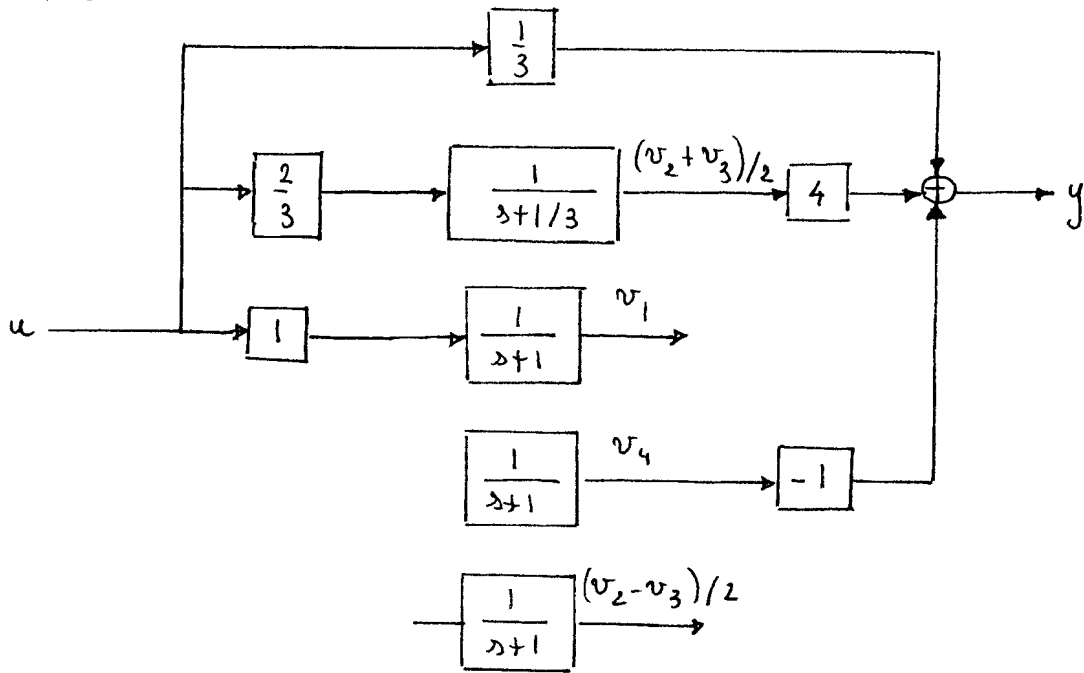 1/3
2/3
1/(s+1/3)
(v₂+v₃)/2
4
+
y
u
1
1/(s+1)
v₁
1/(s+1)
v₄
-1
1/(s+1)
(v₂-v₃)/2